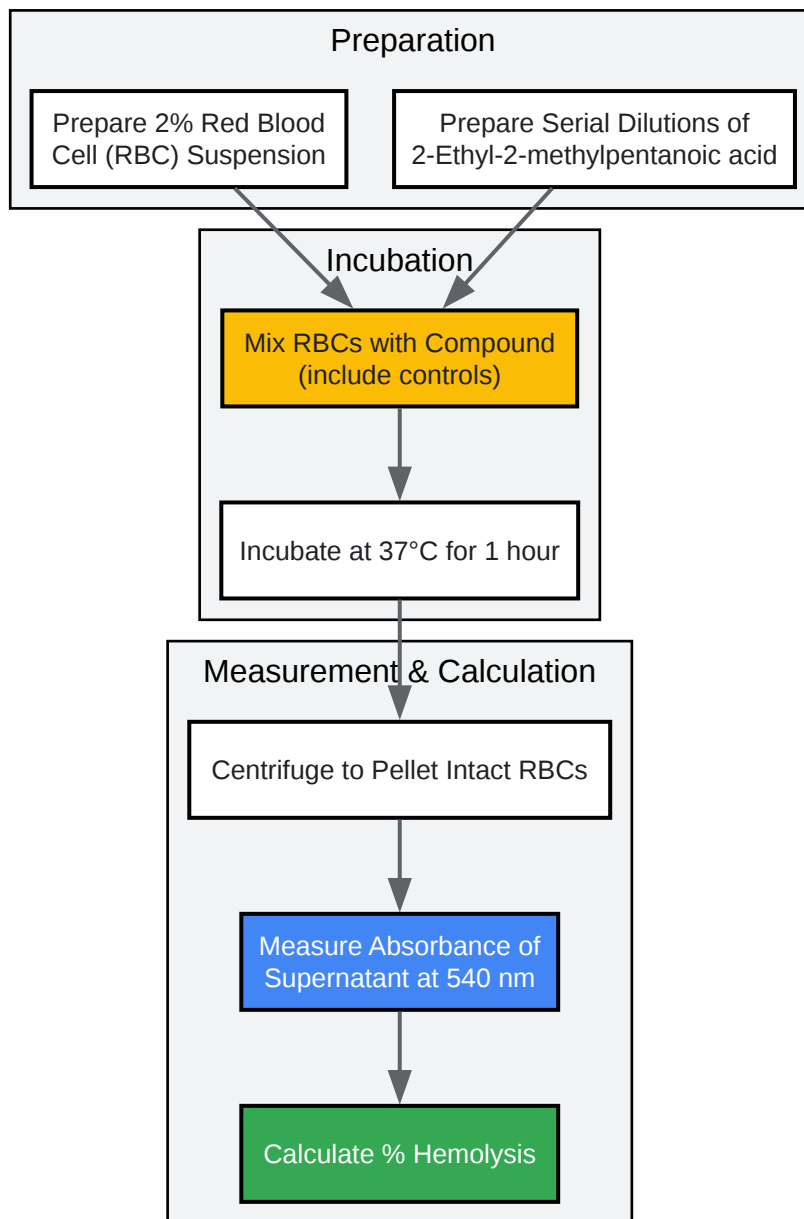 Preparation
Prepare 2% Red Blood
Cell (RBC) Suspension
Prepare Serial Dilutions of
2-Ethyl-2-methylpentanoic acid
Incubation
Mix RBCs with Compound
(include controls)
Incubate at 37°C for 1 hour
Measurement & Calculation
Centrifuge to Pellet Intact RBCs
Measure Absorbance of
Supernatant at 540 nm
Calculate % Hemolysis